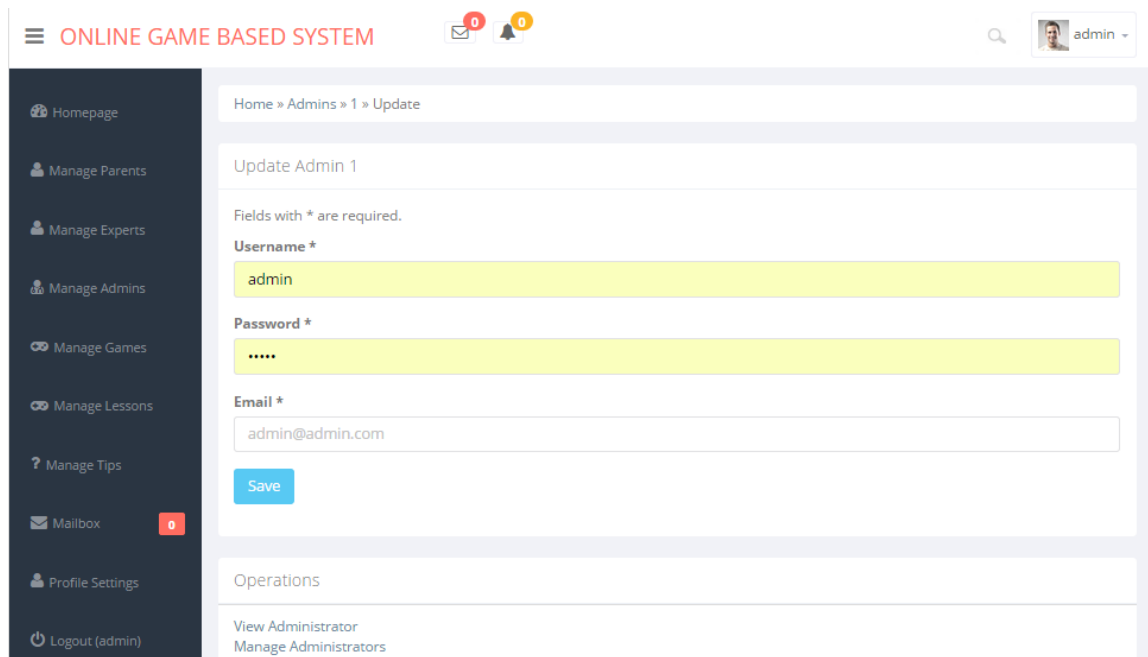 ONLINE GAME BASED SYSTEM
0
0
admin
Homepage
Manage Parents
Manage Experts
Manage Admins
Manage Games
Manage Lessons
? Manage Tips
Mailbox
0
Profile Settings
Logout (admin)
Home » Admins » 1 » Update
Update Admin 1
Fields with * are required.
Username *
admin
Password *
•••••
Email *
admin@admin.com
Save
Operations
View Administrator
Manage Administrators